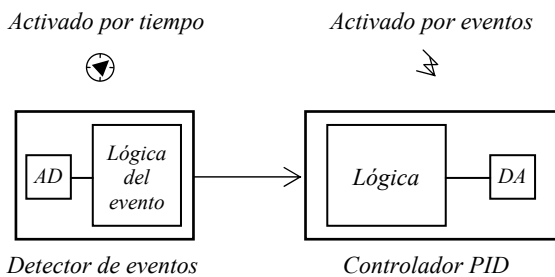 Activado por tiempo
Activado por eventos
AD
Lógica
del
evento
Lógica
DA
Detector de eventos
Controlador PID